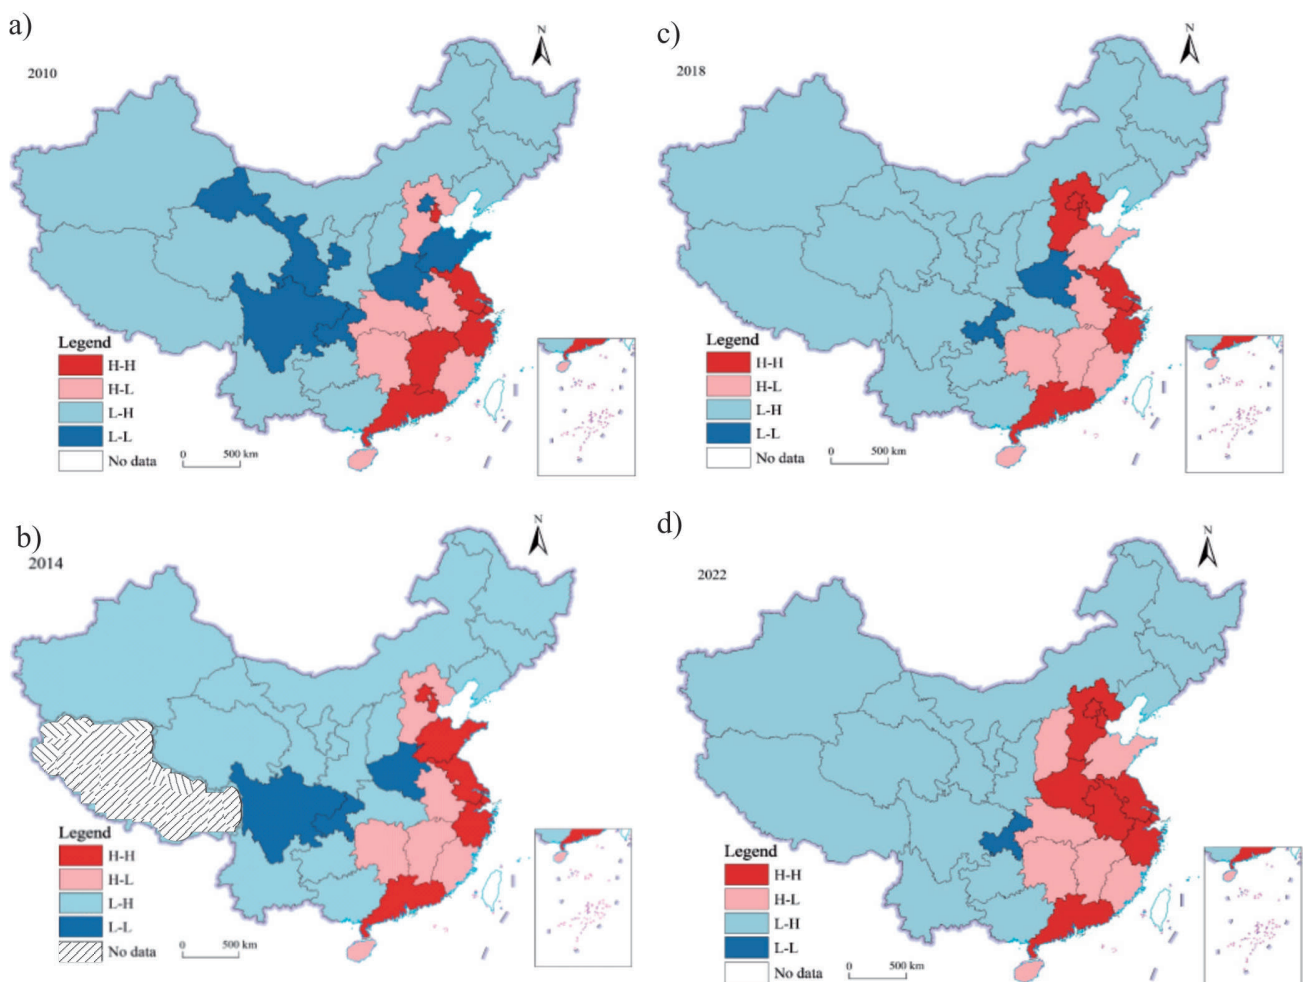 a)
2010
N
Legend
H-H
H-L
L-H
L-L
No data
0 500 km
c)
2018
N
Legend
H-H
H-L
L-H
L-L
No data
0 500 km
b)
2014
N
Legend
H-H
H-L
L-H
L-L
No data
0 500 km
d)
2022
N
Legend
H-H
H-L
L-H
L-L
No data
0 500 km